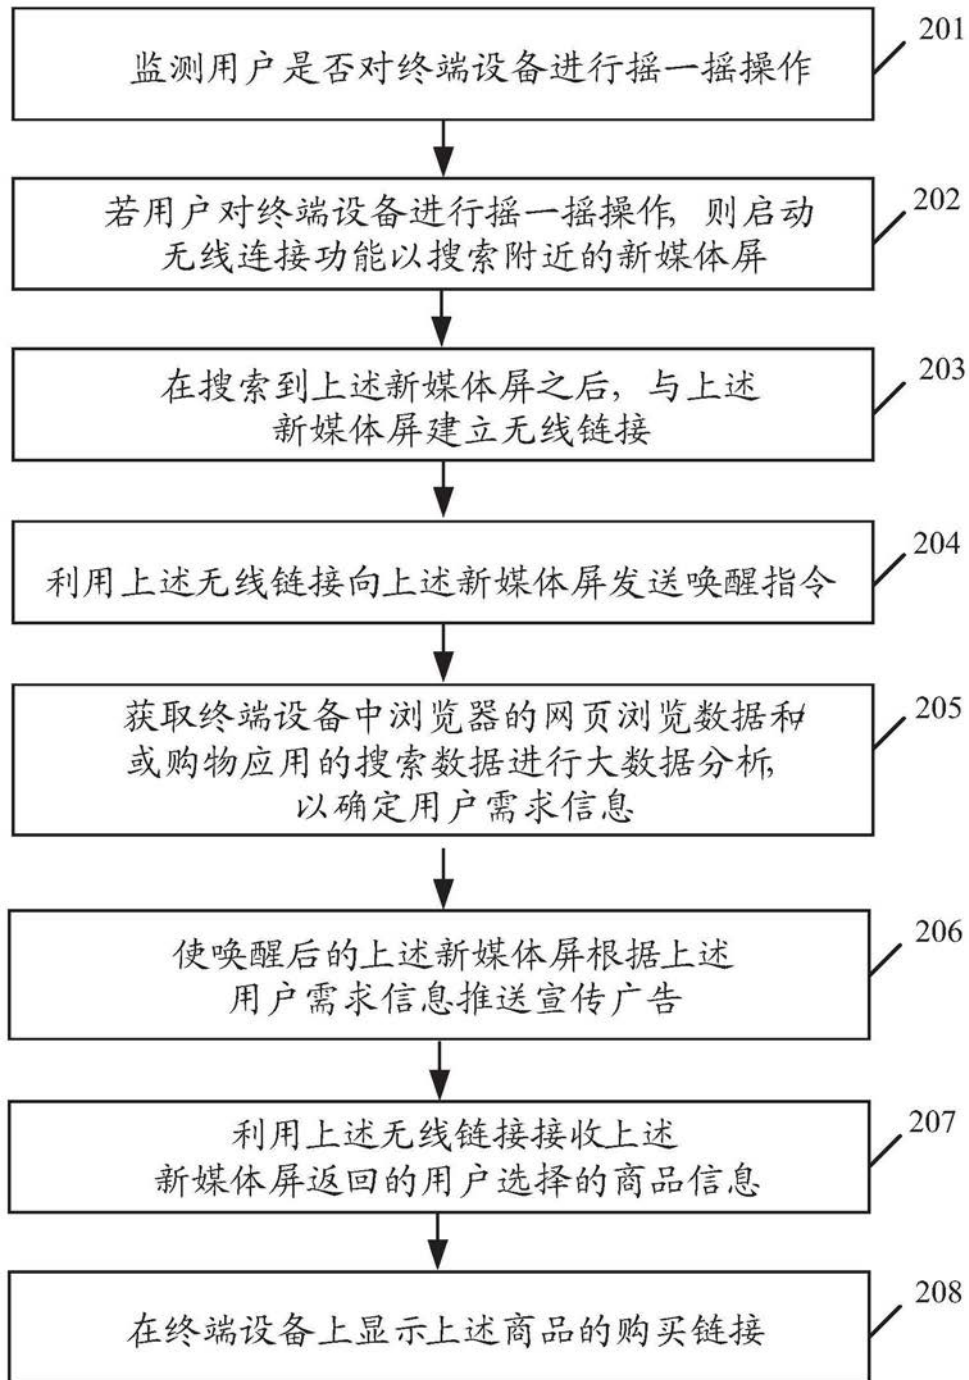 监测用户是否对终端设备进行摇一摇操作
201
若用户对终端设备进行摇一摇操作,则启动
无线连接功能以搜索附近的新媒体屏
202
在搜索到上述新媒体屏之后,与上述
新媒体屏建立无线链接
203
利用上述无线链接向上述新媒体屏发送唤醒指令
204
获取终端设备中浏览器的网页浏览数据和/
或购物应用的搜索数据进行大数据分析,
以确定用户需求信息
205
使唤醒后的上述新媒体屏根据上述
用户需求信息推送宣传广告
206
利用上述无线链接接收上述
新媒体屏返回的用户选择的商品信息
207
在终端设备上显示上述商品的购买链接
208